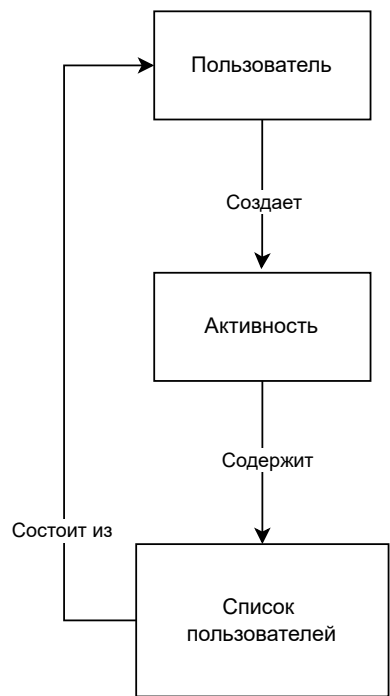 Пользователь
Создает
Активность
Содержит
Состоит из
Список
пользователей